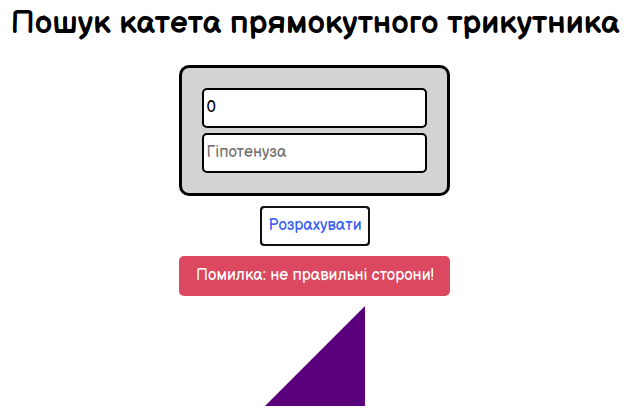 Пошук катета прямокутного трикутника
0
Гіпотенуза
Розрахувати
Помилка: не правильні сторони!